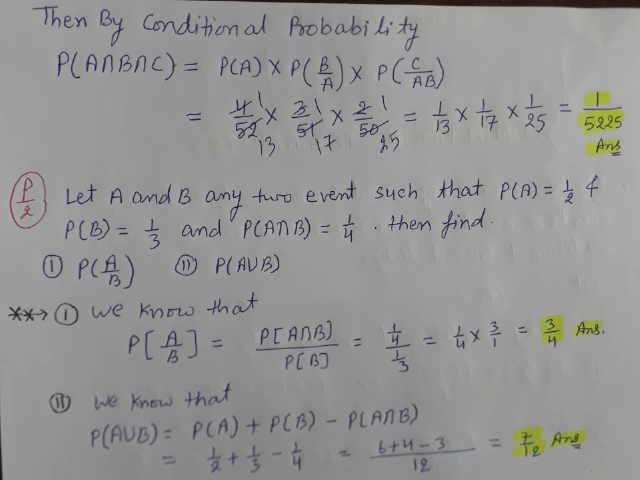 Then By Conditional Probability
P(A∩B∩C) = P(A) × P(B/A) × P(C/AB)
= 4/52 × 3/51 × 2/50 = 1/13 × 1/17 × 1/25 = 1/5225
1 1 1
13 17 25 Ans
P/2 Let A and B any two event such that P(A) = 1/2 &
P(B) = 1/3 and P(A∩B) = 1/4 . then find.
(I) P(A/B) (II) P(A∪B)
**→ (I) We Know that
P[A/B] = P[A∩B]/P[B] = 1/4 / 1/3 = 1/4 × 3/1 = 3/4 Ans.
(II) We Know that
P(A∪B) = P(A) + P(B) - P(A∩B)
= 1/2 + 1/3 - 1/4 = 6+4-3/12 = 7/12 Ans